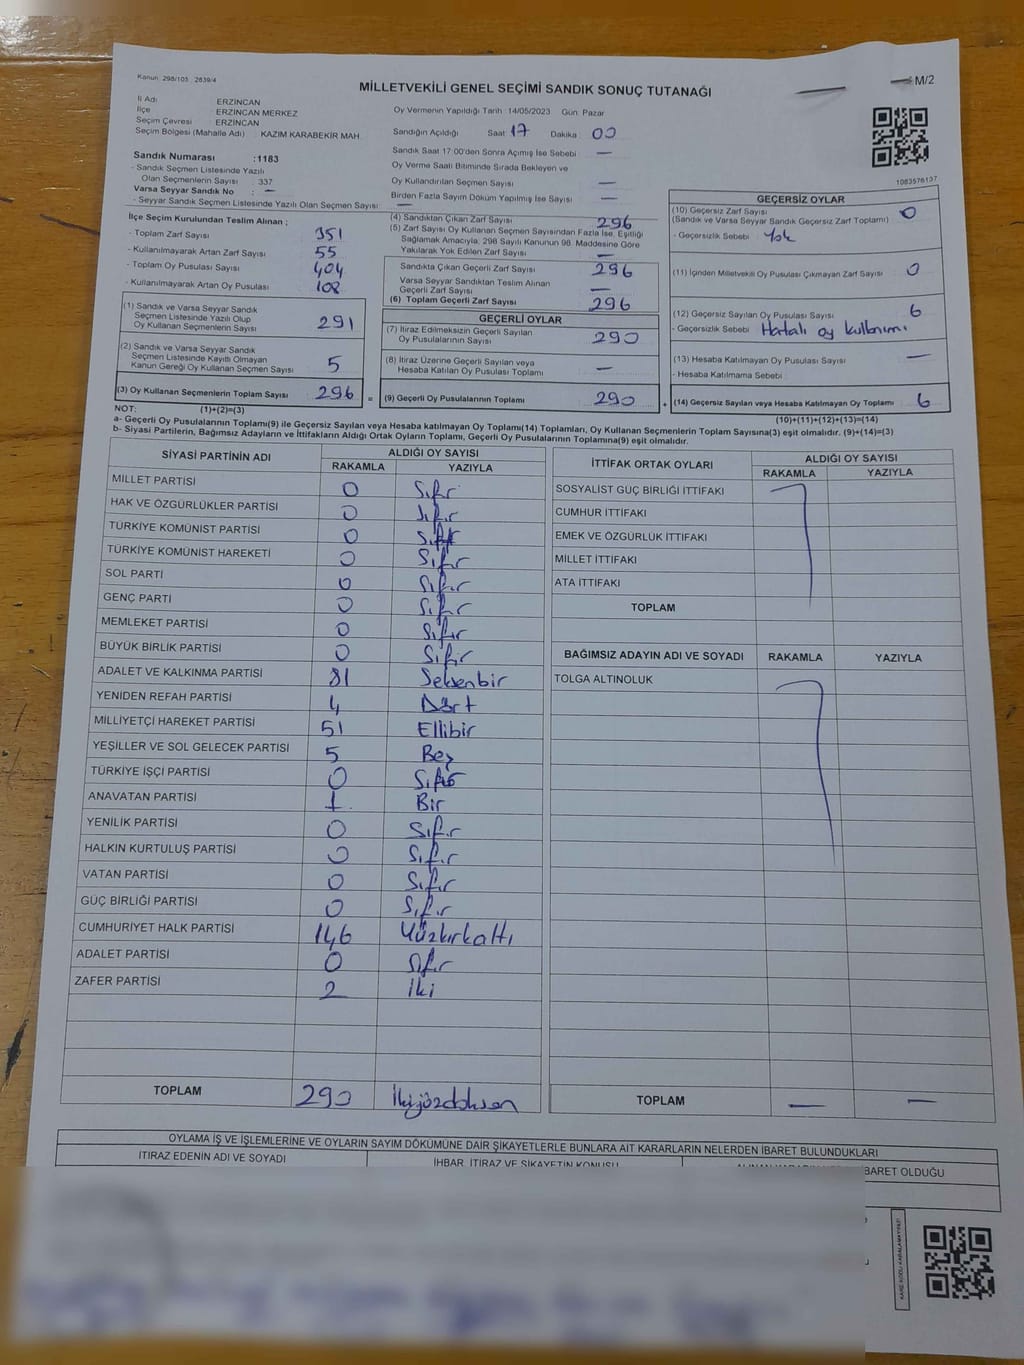 Kanun: 298/105 2839/4
MİLLETVEKİLİ GENEL SEÇİMİ SANDIK SONUÇ TUTANAĞI
M/2
İl Adı ERZİNCAN
İlçe ERZİNCAN MERKEZ
Seçim Çevresi ERZİNCAN
Seçim Bölgesi (Mahalle Adı) : KAZIM KARABEKİR MAH.
Sandık Numarası :1183
- Sandık Seçmen Listesinde Yazılı
Olan Seçmenlerin Sayısı : 337
Varsa Seyyar Sandık No : —
- Seyyar Sandık Seçmen Listesinde Yazılı Olan Seçmen Sayısı : —
Oy Vermenin Yapıldığı Tarih : 14/05/2023 Gün: Pazar
Sandığın Açıldığı Saat 17 Dakika : 00
Sandık Saat 17:00'den Sonra Açımış İse Sebebi : —
Oy Verme Saati Bitiminde Sırada Bekleyen ve
Oy Kullandırılan Seçmen Sayısı —
Birden Fazla Sayım Döküm Yapılmış İse Sayısı : —
1083576137
İlçe Seçim Kurulundan Teslim Alınan ;
- Toplam Zarf Sayısı 351
- Kullanılmayarak Artan Zarf Sayısı 55
- Toplam Oy Pusulası Sayısı 404
- Kullanılmayarak Artan Oy Pusulası 108
(1) Sandık ve Varsa Seyyar Sandık
Seçmen Listesinde Yazılı Olup
Oy Kullanan Seçmenlerin Sayısı 291
(2) Sandık ve Varsa Seyyar Sandık
Seçmen Listesinde Kayıtlı Olmayan
Kanun Gereği Oy Kullanan Seçmen Sayısı 5
(3) Oy Kullanan Seçmenlerin Toplam Sayısı 296
(4) Sandıktan Çıkan Zarf Sayısı 296
(5) Zarf Sayısı Oy Kullanan Seçmen Sayısından Fazla İse, Eşitliği
Sağlamak Amacıyla; 298 Sayılı Kanunun 98. Maddesine Göre
Yakılarak Yok Edilen Zarf Sayısı —
Sandıkta Çıkan Geçerli Zarf Sayısı 296
Varsa Seyyar Sandıktan Teslim Alınan
Geçerli Zarf Sayısı —
(6) Toplam Geçerli Zarf Sayısı 296
GEÇERLİ OYLAR
(7) İtiraz Edilmeksizin Geçerli Sayılan
Oy Pusulalarının Sayısı 290
(8) İtiraz Üzerine Geçerli Sayılan veya
Hesaba Katılan Oy Pusulası Toplamı —
= (9) Geçerli Oy Pusulalarının Toplamı 290
GEÇERSİZ OYLAR
(10) Geçersiz Zarf Sayısı 0
(Sandık ve Varsa Seyyar Sandık Geçersiz Zarf Toplamı)
- Geçersizlik Sebebi Yok
(11) İçinden Milletvekili Oy Pusulası Çıkmayan Zarf Sayısı 0
(12) Geçersiz Sayılan Oy Pusulası Sayısı 6
- Geçersizlik Sebebi Hatalı oy kullanımı
(13) Hesaba Katılmayan Oy Pusulası Sayısı —
- Hesaba Katılmama Sebebi
+ (14) Geçersiz Sayılan veya Hesaba Katılmayan Oy Toplamı 6
NOT: (1)+(2)=(3) (10)+(11)+(12)+(13)=(14)
a- Geçerli Oy Pusulalarının Toplamı(9) ile Geçersiz Sayılan veya Hesaba katılmayan Oy Toplamı(14) Toplamları, Oy Kullanan Seçmenlerin Toplam Sayısına(3) eşit olmalıdır. (9)+(14)=(3)
b- Siyasi Partilerin, Bağımsız Adayların ve İttifakların Aldığı Ortak Oyların Toplamı, Geçerli Oy Pusulalarının Toplamına(9) eşit olmalıdır.
SİYASİ PARTİNİN ADI ALDIĞI OY SAYISI
RAKAMLA YAZIYLA
MİLLET PARTİSİ 0 Sıfır
HAK VE ÖZGÜRLÜKLER PARTİSİ 0 Sıfır
TÜRKİYE KOMÜNİST PARTİSİ 0 Sıfır
TÜRKİYE KOMÜNİST HAREKETİ 0 Sıfır
SOL PARTİ 0 Sıfır
GENÇ PARTİ 0 Sıfır
MEMLEKET PARTİSİ 0 Sıfır
BÜYÜK BİRLİK PARTİSİ 0 Sıfır
ADALET VE KALKINMA PARTİSİ 81 Seksenbir
YENİDEN REFAH PARTİSİ 4 Dört
MİLLİYETÇİ HAREKET PARTİSİ 51 Ellibir
YEŞİLLER VE SOL GELECEK PARTİSİ 5 Beş
TÜRKİYE İŞÇİ PARTİSİ 0 Sıfır
ANAVATAN PARTİSİ 1 Bir
YENİLİK PARTİSİ 0 Sıfır
HALKIN KURTULUŞ PARTİSİ 0 Sıfır
VATAN PARTİSİ 0 Sıfır
GÜÇ BİRLİĞİ PARTİSİ 0 Sıfır
CUMHURİYET HALK PARTİSİ 146 Yüzkırkaltı
ADALET PARTİSİ 0 Sıfır
ZAFER PARTİSİ 2 İki
TOPLAM 290 İkiyüzdoksan
İTTİFAK ORTAK OYLARI ALDIĞI OY SAYISI
RAKAMLA YAZIYLA
SOSYALİST GÜÇ BİRLİĞİ İTTİFAKI
CUMHUR İTTİFAKI
EMEK VE ÖZGÜRLÜK İTTİFAKI
MİLLET İTTİFAKI
ATA İTTİFAKI
TOPLAM
BAĞIMSIZ ADAYIN ADI VE SOYADI RAKAMLA YAZIYLA
TOLGA ALTINOLUK
TOPLAM — —
OYLAMA İŞ VE İŞLEMLERİNE VE OYLARIN SAYIM DÖKÜMÜNE DAİR ŞİKAYETLERLE BUNLARA AİT KARARLARIN NELERDEN İBARET BULUNDUKLARI
İTİRAZ EDENİN ADI VE SOYADI İHBAR, İTİRAZ VE ŞİKAYETİN KONUSU İBARET OLDUĞU